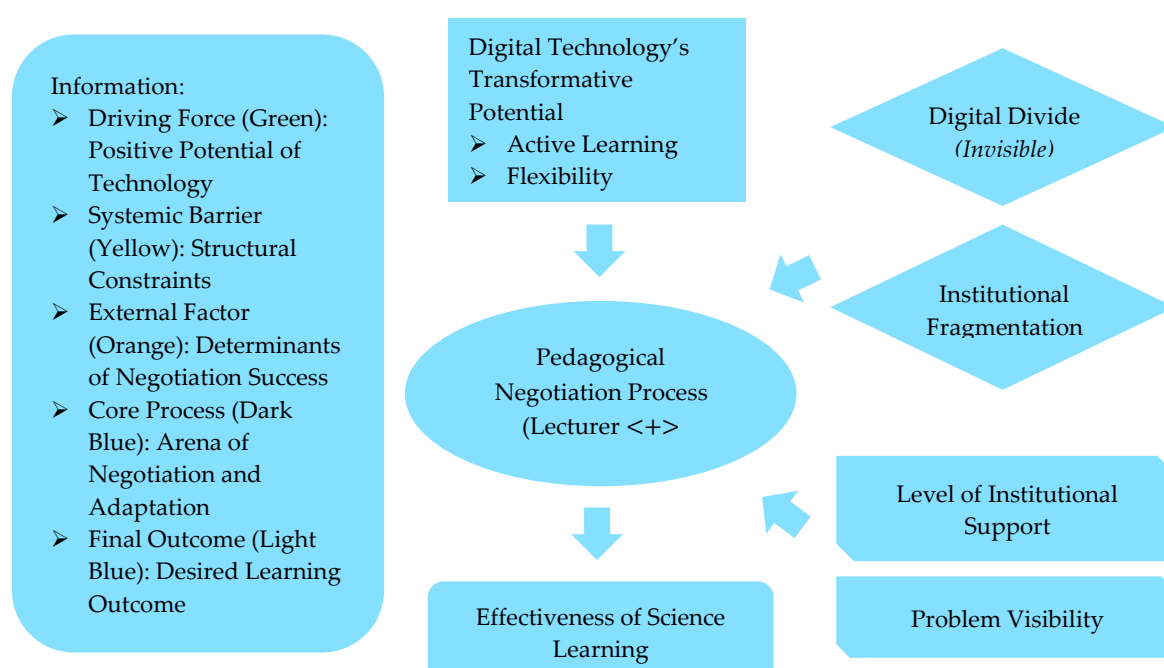 Information:
➢ Driving Force (Green):
Positive Potential of
Technology
➢ Systemic Barrier
(Yellow): Structural
Constraints
➢ External Factor
(Orange): Determinants
of Negotiation Success
➢ Core Process (Dark
Blue): Arena of
Negotiation and
Adaptation
➢ Final Outcome (Light
Blue): Desired Learning
Outcome
Digital Technology’s
Transformative
Potential
➢ Active Learning
➢ Flexibility
Digital Divide
(Invisible)
Institutional
Fragmentation
Pedagogical
Negotiation Process
(Lecturer <+>
Level of Institutional
Support
Problem Visibility
Effectiveness of Science
Learning